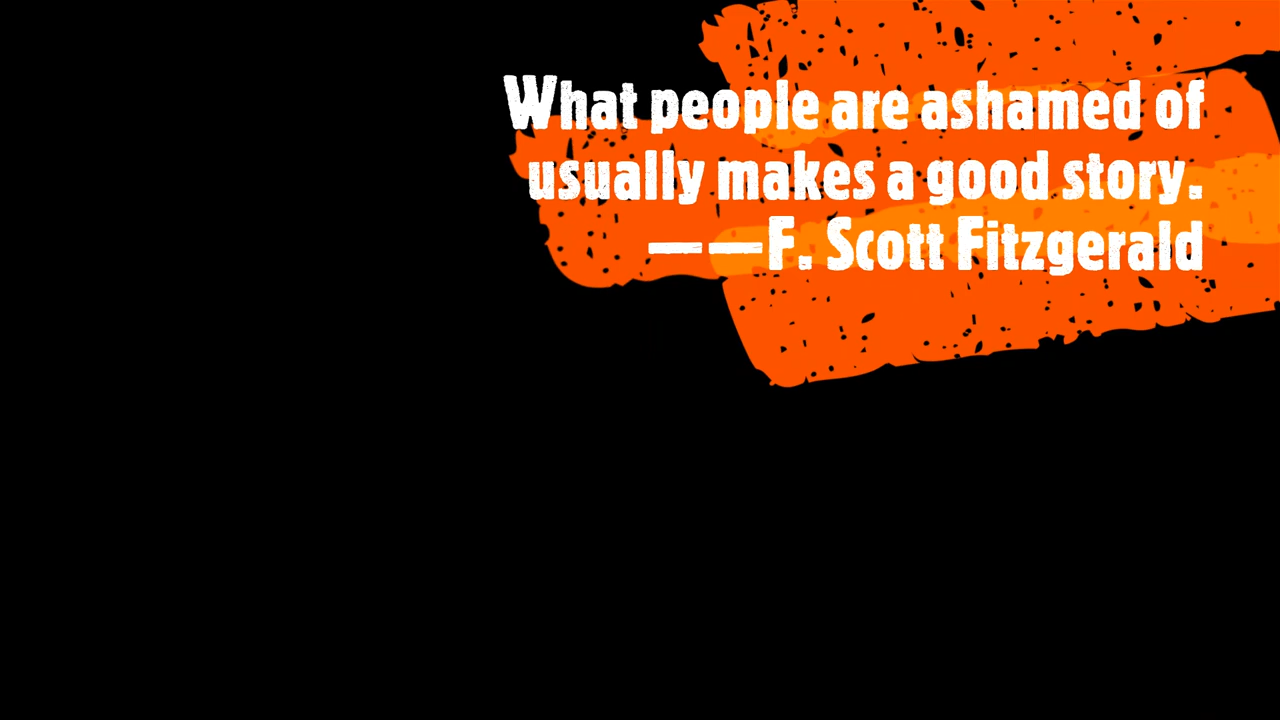 What people are ashamed of
usually makes a good story.
——F. Scott Fitzgerald